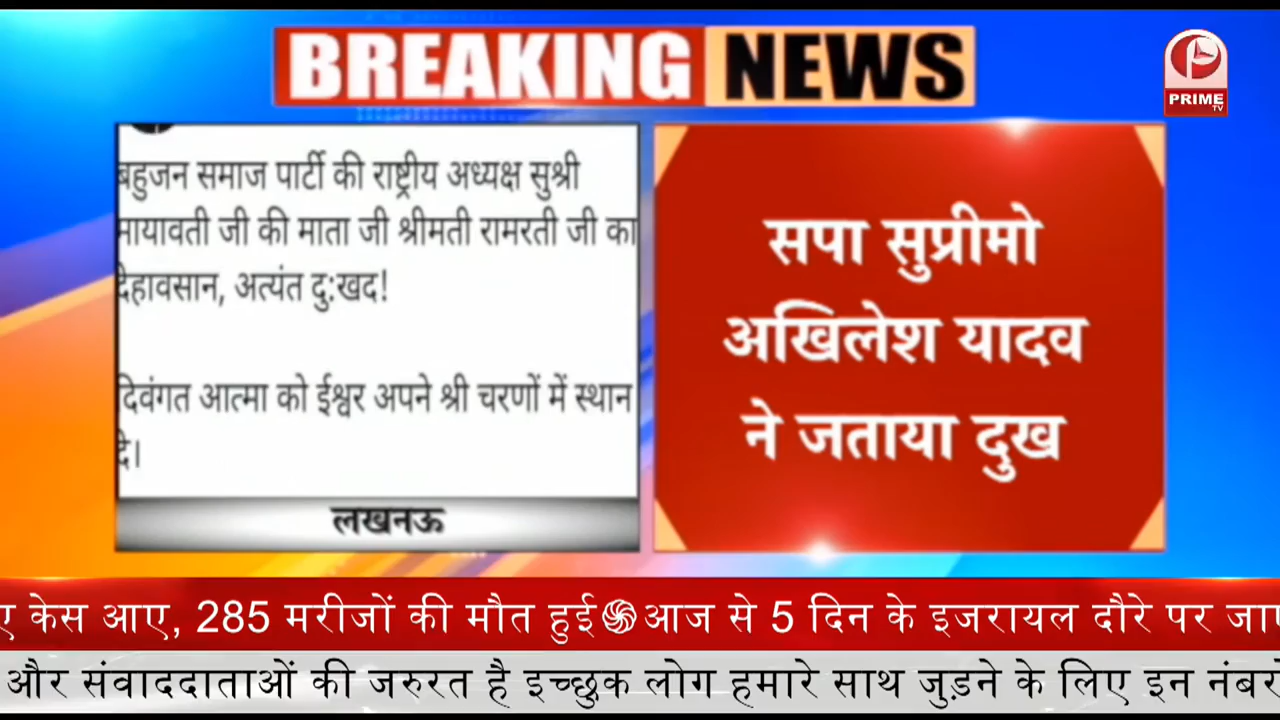 BREAKING NEWS
PRIME
TV
बहुजन समाज पार्टी की राष्ट्रीय अध्यक्ष सुश्री
मायावती जी की माता जी श्रीमती रामरती जी का
देहावसान, अत्यंत दु:खद!
दिवंगत आत्मा को ईश्वर अपने श्री चरणों में स्थान
दे।
लखनऊ
सपा सुप्रीमो
अखिलेश यादव
ने जताया दुख
केस आए, 285 मरीजों की मौत हुई आज से 5 दिन के इजरायल दौरे पर
और संवाददाताओं की जरुरत है इच्छुक लोग हमारे साथ जुड़ने के लिए इन